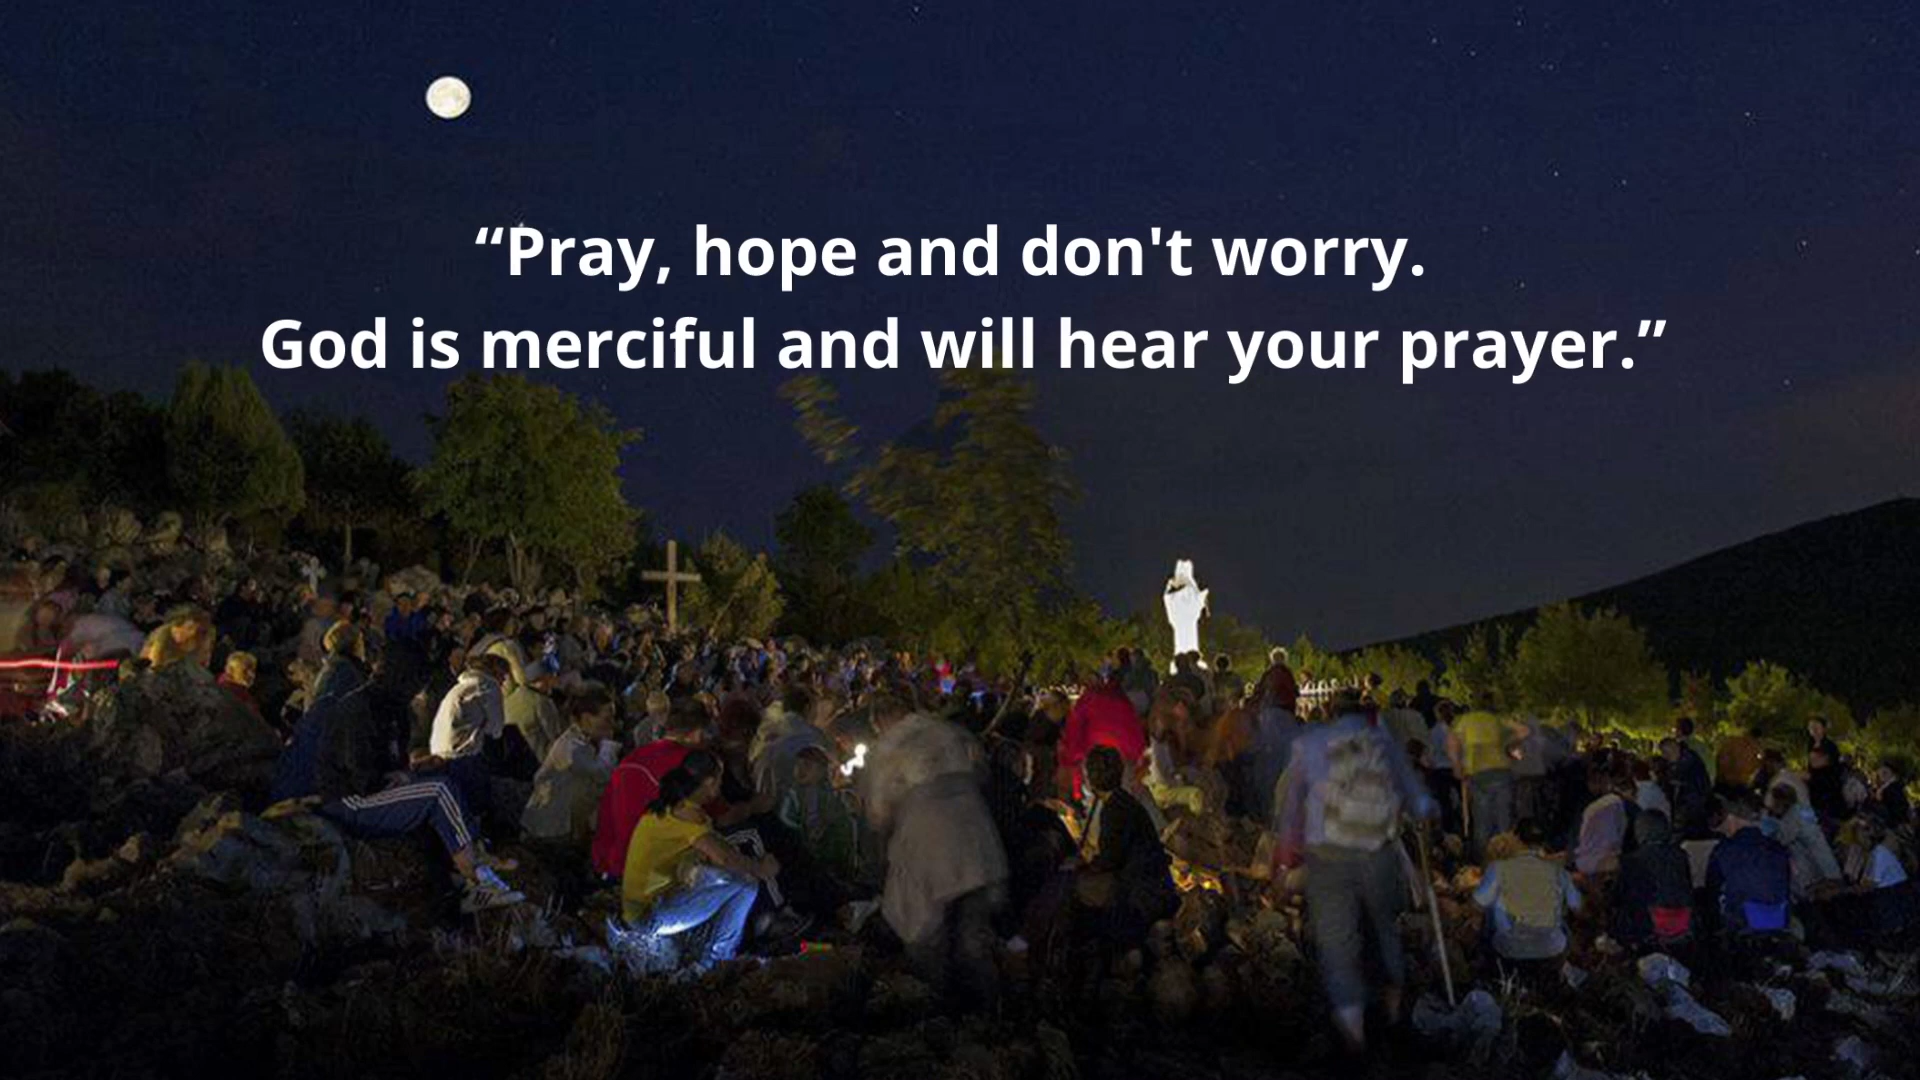 “Pray, hope and don't worry.
God is merciful and will hear your prayer.”